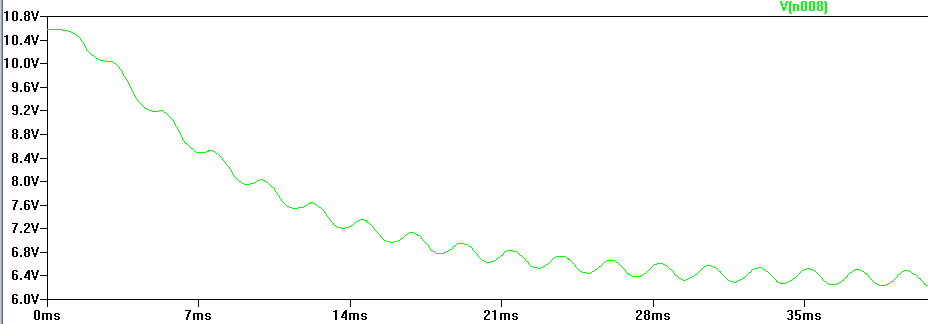 V(n008)
10.8V
10.4V
10.0V
9.6V
9.2V
8.8V
8.4V
8.0V
7.6V
7.2V
6.8V
6.4V
6.0V
0ms 7ms 14ms 21ms 28ms 35ms